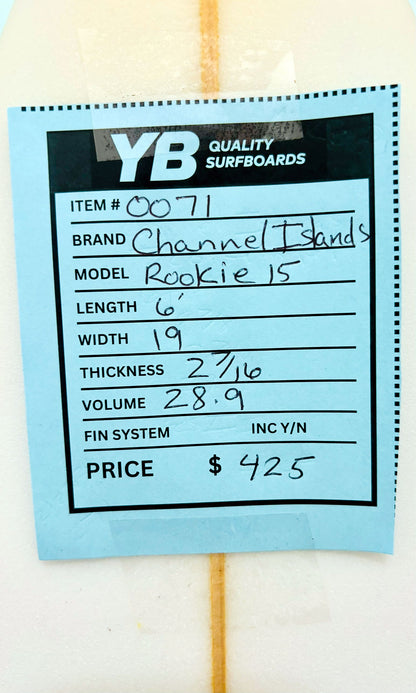 YB QUALITY
SURFBOARDS
ITEM # 0071
BRAND Channel Islands
MODEL Rookie 15
LENGTH 6'
WIDTH 19
THICKNESS 2 7/16
VOLUME 28.9
FIN SYSTEM INC Y/N
PRICE $ 425